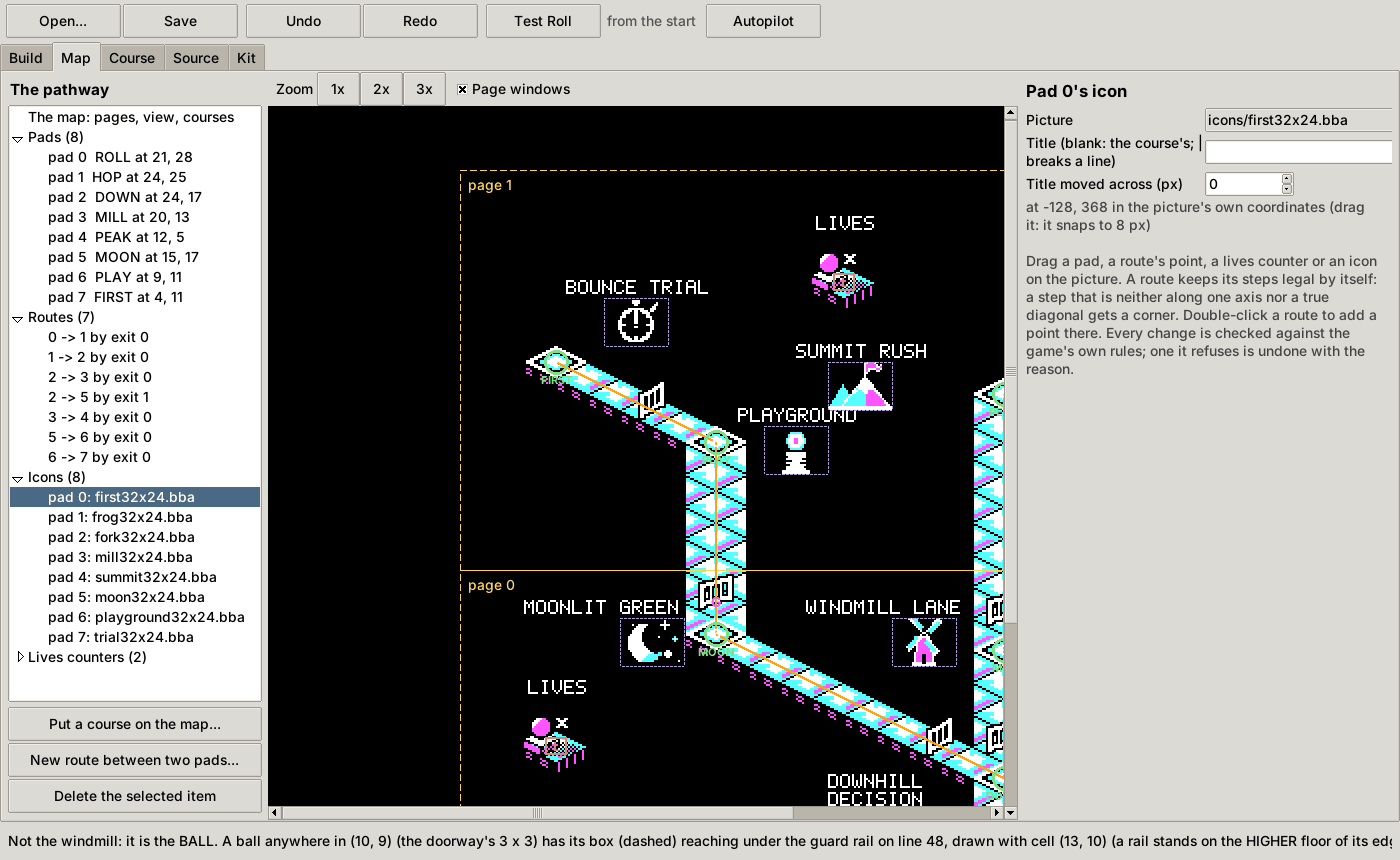 Open... Save Undo Redo Test Roll from the start Autopilot
Build Map Course Source Kit
The pathway
The map: pages, view, courses
Pads (8)
pad 0 ROLL at 21, 28
pad 1 HOP at 24, 25
pad 2 DOWN at 24, 17
pad 3 MILL at 20, 13
pad 4 PEAK at 12, 5
pad 5 MOON at 15, 17
pad 6 PLAY at 9, 11
pad 7 FIRST at 4, 11
Routes (7)
0 -> 1 by exit 0
1 -> 2 by exit 0
2 -> 3 by exit 0
2 -> 5 by exit 1
3 -> 4 by exit 0
5 -> 6 by exit 0
6 -> 7 by exit 0
Icons (8)
pad 0: first32x24.bba
pad 1: frog32x24.bba
pad 2: fork32x24.bba
pad 3: mill32x24.bba
pad 4: summit32x24.bba
pad 5: moon32x24.bba
pad 6: playground32x24.bba
pad 7: trial32x24.bba
Lives counters (2)
Put a course on the map...
New route between two pads...
Delete the selected item
Zoom 1x 2x 3x Page windows
page 1
LIVES
BOUNCE TRIAL
SUMMIT RUSH
PLAYGROUND
page 0
MOONLIT GREEN
WINDMILL LANE
LIVES
DOWNHILL
DECISION
Pad 0's icon
Picture icons/first32x24.bba
Title (blank: the course's; |
breaks a line)
Title moved across (px) 0
at -128, 368 in the picture's own coordinates (drag
it: it snaps to 8 px)
Drag a pad, a route's point, a lives counter or an icon
on the picture. A route keeps its steps legal by itself:
a step that is neither along one axis nor a true
diagonal gets a corner. Double-click a route to add a
point there. Every change is checked against the
game's own rules; one it refuses is undone with the
reason.
Not the windmill: it is the BALL. A ball anywhere in (10, 9) (the doorway's 3 x 3) has its box (dashed) reaching under the guard rail on line 48, drawn with cell (13, 10) (a rail stands on the HIGHER floor of its